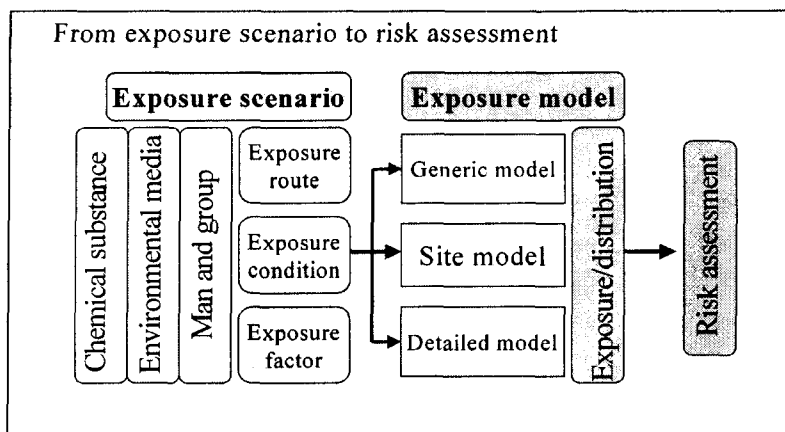 From exposure scenario to risk assessment
Exposure scenario
Exposure model
Chemical substance
Environmental media
Man and group
Exposure
route
Exposure
condition
Exposure
factor
Generic model
Site model
Detailed model
Exposure/distribution
Risk assessment